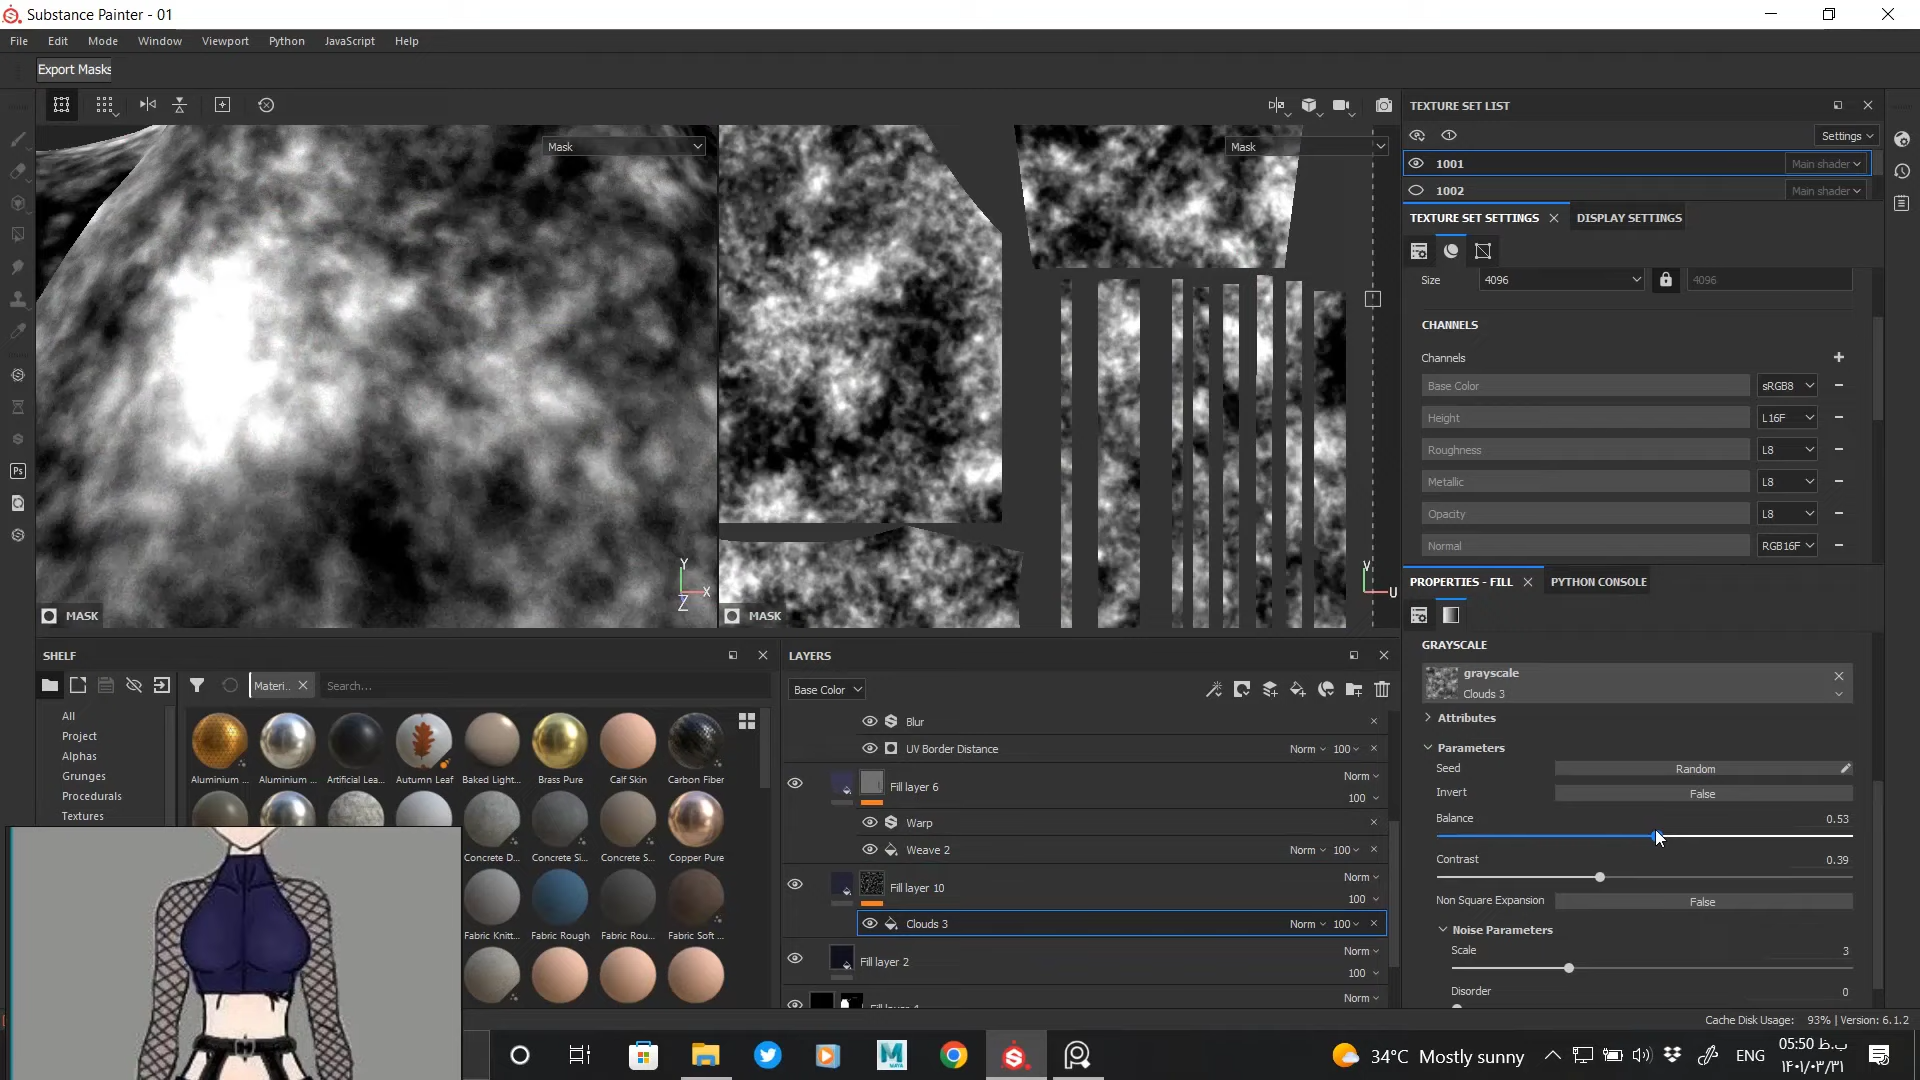 Substance Painter - 01
File Edit Mode Window Viewport Python JavaScript Help
Export Masks
Mask
Mask
MASK
MASK
Y
X
Z
V
U
TEXTURE SET LIST
Settings
1001 Main shader
1002 Main shader
TEXTURE SET SETTINGS DISPLAY SETTINGS
Size 4096 4096
CHANNELS
Channels
Base Color sRGB8
Height L16F
Roughness L8
Metallic L8
Opacity L8
Normal RGB16F
PROPERTIES - FILL PYTHON CONSOLE
GRAYSCALE
grayscale
Clouds 3
Attributes
Parameters
Seed Random
Invert False
Balance 0.53
Contrast 0.39
Non Square Expansion False
Noise Parameters
Scale 3
Disorder 0
SHELF
Materi... Search...
All
Project
Alphas
Grunges
Procedurals
Textures
Aluminium ... Aluminium ... Artificial Lea... Autumn Leaf Baked Light... Brass Pure Calf Skin Carbon Fiber
Concrete D... Concrete Si... Concrete S... Copper Pure
Fabric Knitt... Fabric Rough Fabric Rou... Fabric Soft ...
LAYERS
Base Color
Blur
UV Border Distance Norm 100
Fill layer 6 Norm
100
Warp
Weave 2 Norm 100
Fill layer 10 Norm
100
Clouds 3 Norm 100
Fill layer 2 Norm
100
Norm
Cache Disk Usage: 93% | Version: 6.1.2
Ps
MAYA
34°C Mostly sunny
ENG
05:50 ب.ظ
۱۴۰۱/۰۳/۳۱